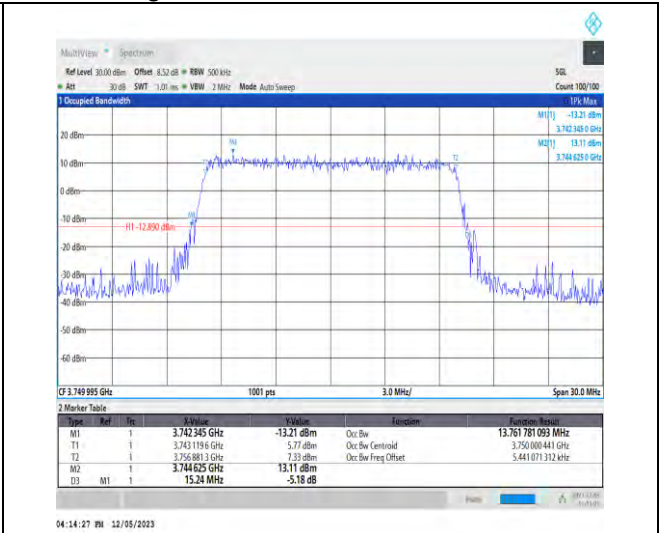 MultiView Spectrum
Ref Level 30.00 dBm Offset 8.52 dB RBW 500 kHz SGL
Att 30 dB SWT 1.01 ms VBW 2 MHz Mode Auto Sweep Count 100/100
1 Occupied Bandwidth 1Pk Max
M1[1] -13.21 dBm
3.742 345 0 GHz
M2[1] 13.11 dBm
3.744 625 0 GHz
20 dBm
M2
T2
10 dBm
0 dBm
-10 dBm
M1
H1 -12.890 dBm
-20 dBm
-30 dBm
-40 dBm
-50 dBm
-60 dBm
CF 3.749 995 GHz 1001 pts 3.0 MHz/ Span 30.0 MHz
2 Marker Table
Type Ref Trc X-Value Y-Value Function Function Result
M1 1 3.742 345 GHz -13.21 dBm Occ Bw 13.761 781 093 MHz
T1 1 3.743 119 6 GHz 5.77 dBm Occ Bw Centroid 3.750 000 441 GHz
T2 1 3.756 881 3 GHz 7.33 dBm Occ Bw Freq Offset 5.441 071 312 kHz
M2 1 3.744 625 GHz 13.11 dBm
D3 M1 1 15.24 MHz -5.18 dB
04:14:27 PM 12/05/2023